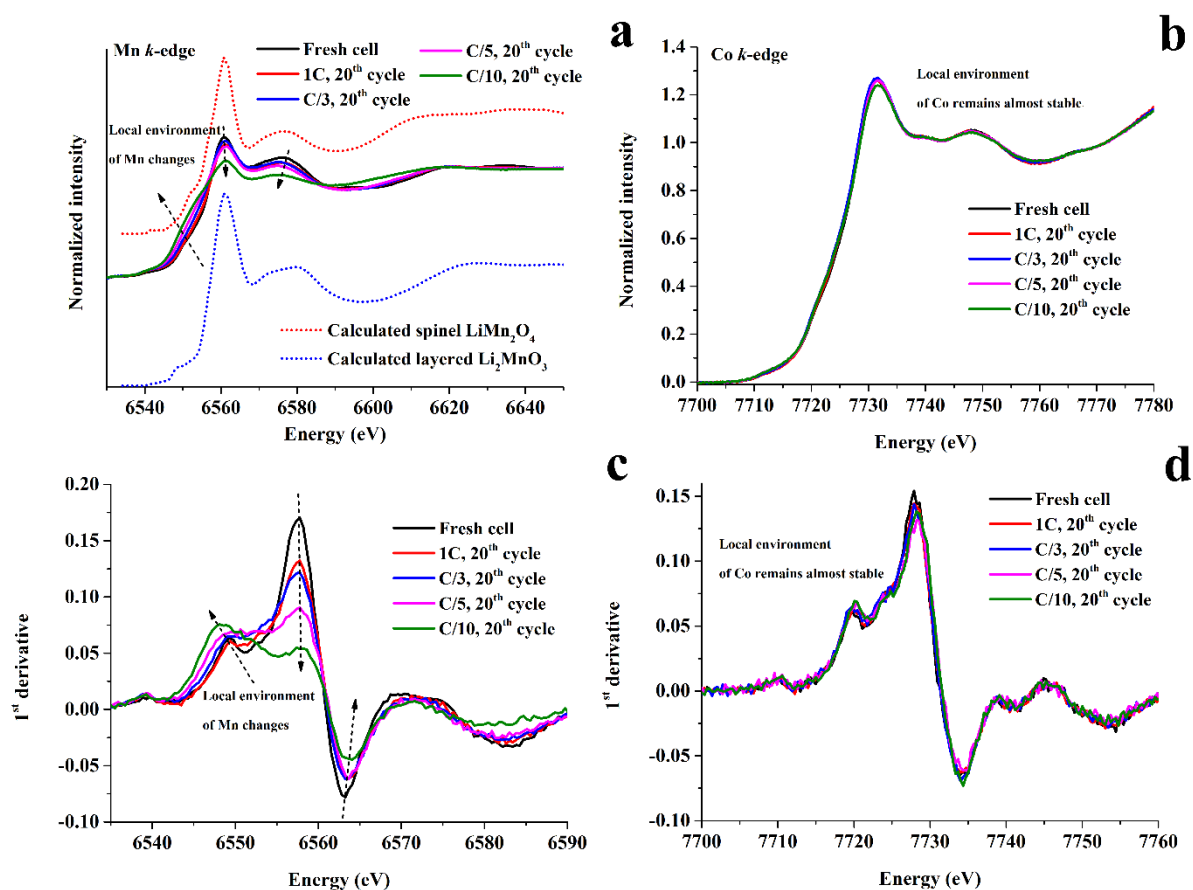 a
Mn k-edge
Fresh cell
1C, 20th cycle
C/3, 20th cycle
C/5, 20th cycle
C/10, 20th cycle
Local environment
of Mn changes
Calculated spinel LiMn2O4
Calculated layered Li2MnO3
Normalized intensity
6540 6560 6580 6600 6620 6640
Energy (eV)
b
Co k-edge
Local environment
of Co remains almost stable
Fresh cell
1C, 20th cycle
C/3, 20th cycle
C/5, 20th cycle
C/10, 20th cycle
Normalized intensity
1.4
1.2
1.0
0.8
0.6
0.4
0.2
0.0
7700 7710 7720 7730 7740 7750 7760 7770 7780
Energy (eV)
c
Fresh cell
1C, 20th cycle
C/3, 20th cycle
C/5, 20th cycle
C/10, 20th cycle
Local environment
of Mn changes
1st derivative
0.20
0.15
0.10
0.05
0.00
-0.05
-0.10
6540 6550 6560 6570 6580 6590
Energy (eV)
d
Fresh cell
1C, 20th cycle
C/3, 20th cycle
C/5, 20th cycle
C/10, 20th cycle
Local environment
of Co remains almost stable
1st derivative
0.15
0.10
0.05
0.00
-0.05
-0.10
7700 7710 7720 7730 7740 7750 7760
Energy (eV)